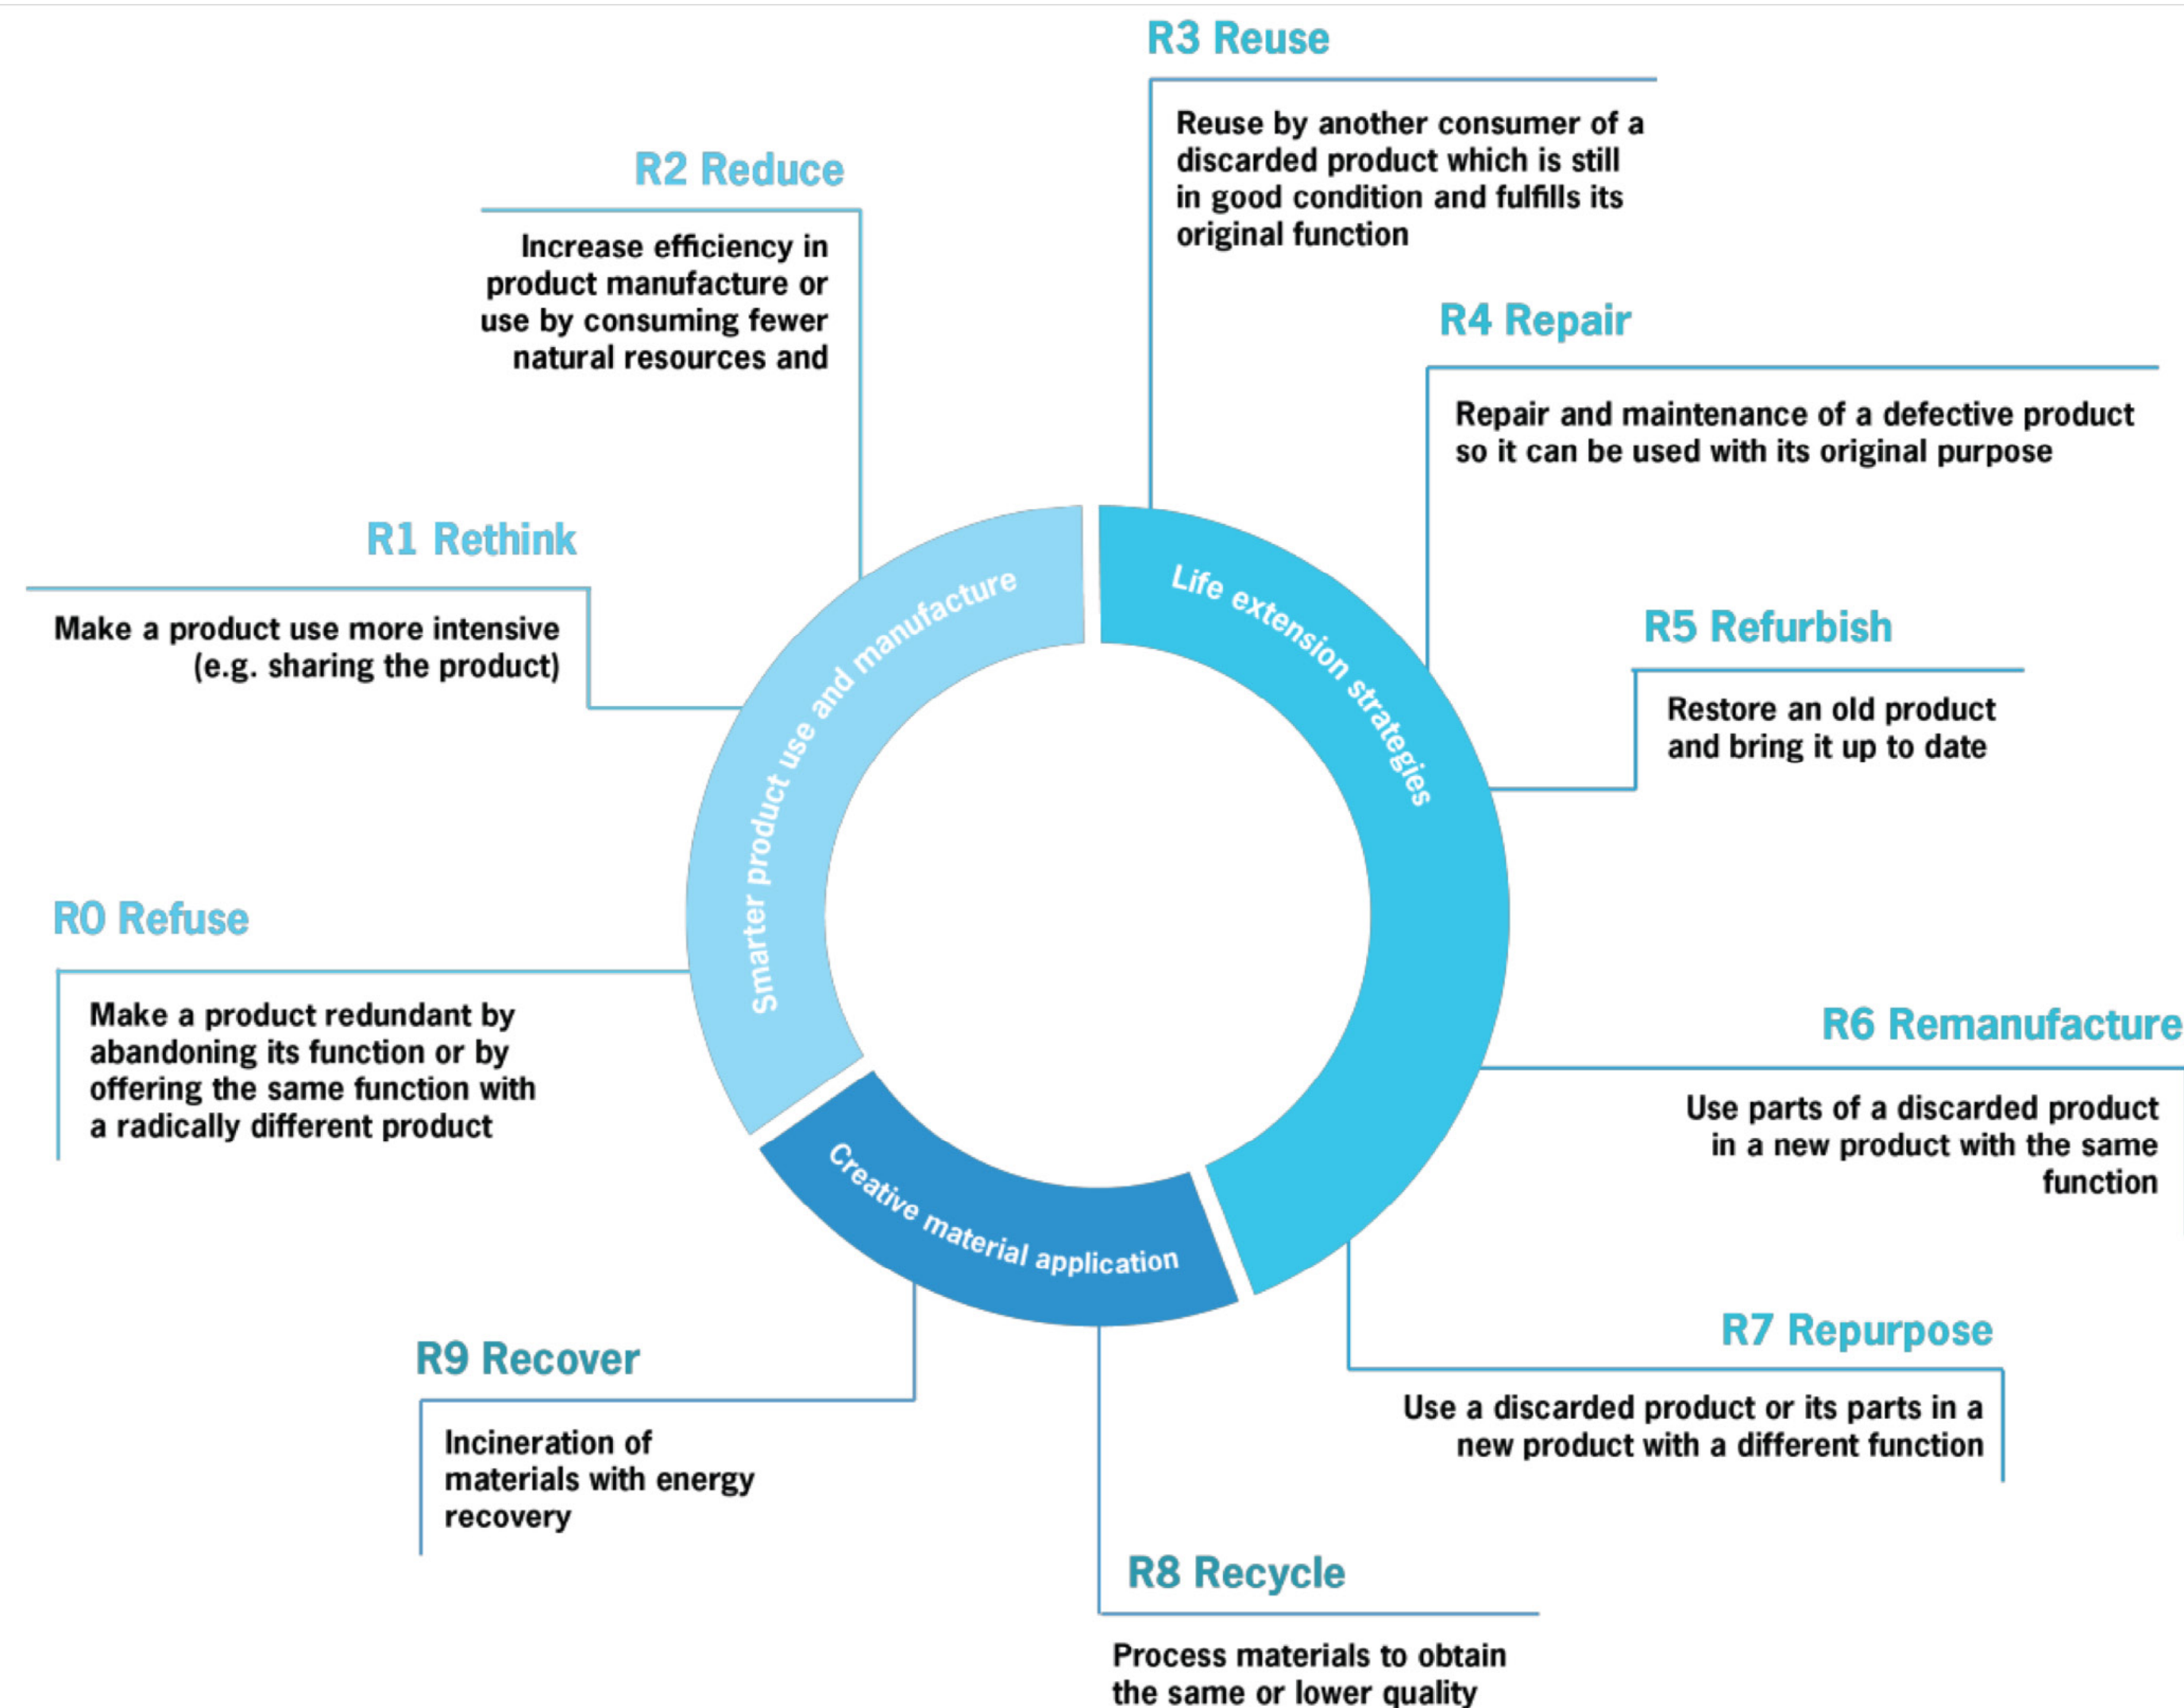 R3 Reuse
Reuse by another consumer of a
discarded product which is still
in good condition and fulfills its
original function
R2 Reduce
Increase efficiency in
product manufacture or
use by consuming fewer
natural resources and
R4 Repair
Repair and maintenance of a defective product
so it can be used with its original purpose
R1 Rethink
Make a product use more intensive
(e.g. sharing the product)
R5 Refurbish
Restore an old product
and bring it up to date
Smarter product use and manufacture
Life extension strategies
Creative material application
R0 Refuse
Make a product redundant by
abandoning its function or by
offering the same function with
a radically different product
R6 Remanufacture
Use parts of a discarded product
in a new product with the same
function
R7 Repurpose
Use a discarded product or its parts in a
new product with a different function
R9 Recover
Incineration of
materials with energy
recovery
R8 Recycle
Process materials to obtain
the same or lower quality